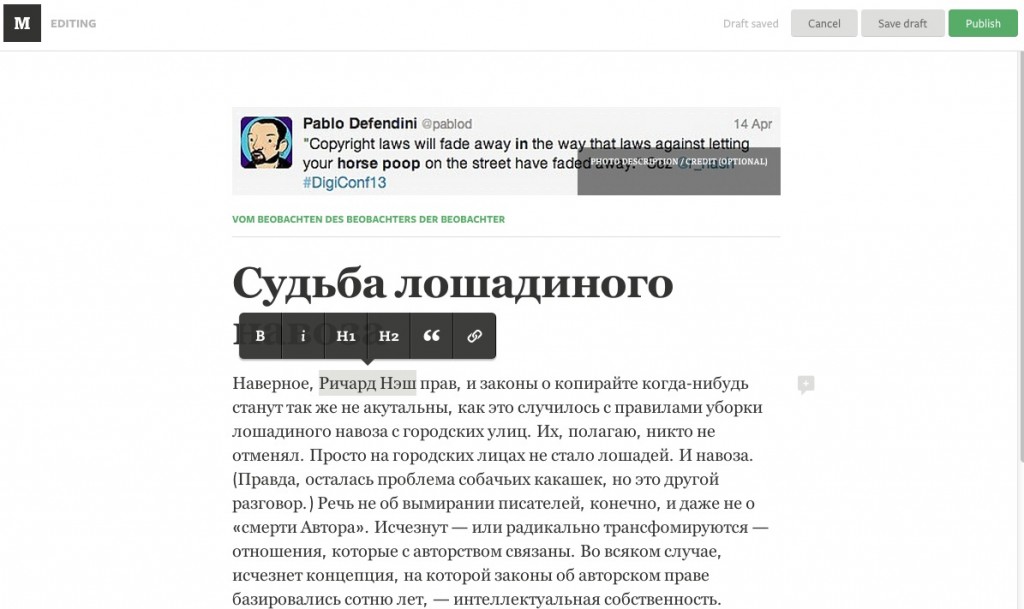 M EDITING Draft saved Cancel Save draft Publish
Pablo Defendini @pablod 14 Apr
"Copyright laws will fade away in the way that laws against letting
your horse poop on the street have faded away." Sez @r_nash
PHOTO DESCRIPTION / CREDIT (OPTIONAL)
#DigiConf13
VOM BEOBACHTEN DES BEOBACHTERS DER BEOBACHTER
Судьба лошадиного
навоза
B i H1 H2 “
Наверное, Ричард Нэш прав, и законы о копирайте когда-нибудь
станут так же не акутальны, как это случилось с правилами уборки
лошадиного навоза с городских улиц. Их, полагаю, никто не
отменял. Просто на городских лицах не стало лошадей. И навоза.
(Правда, осталась проблема собачьих какашек, но это другой
разговор.) Речь не об вымирании писателей, конечно, и даже не о
«смерти Автора». Исчезнут — или радикально трансфомируются —
отношения, которые с авторством связаны. Во всяком случае,
исчезнет концепция, на которой законы об авторском праве
базировались сотню лет, — интеллектуальная собственность.